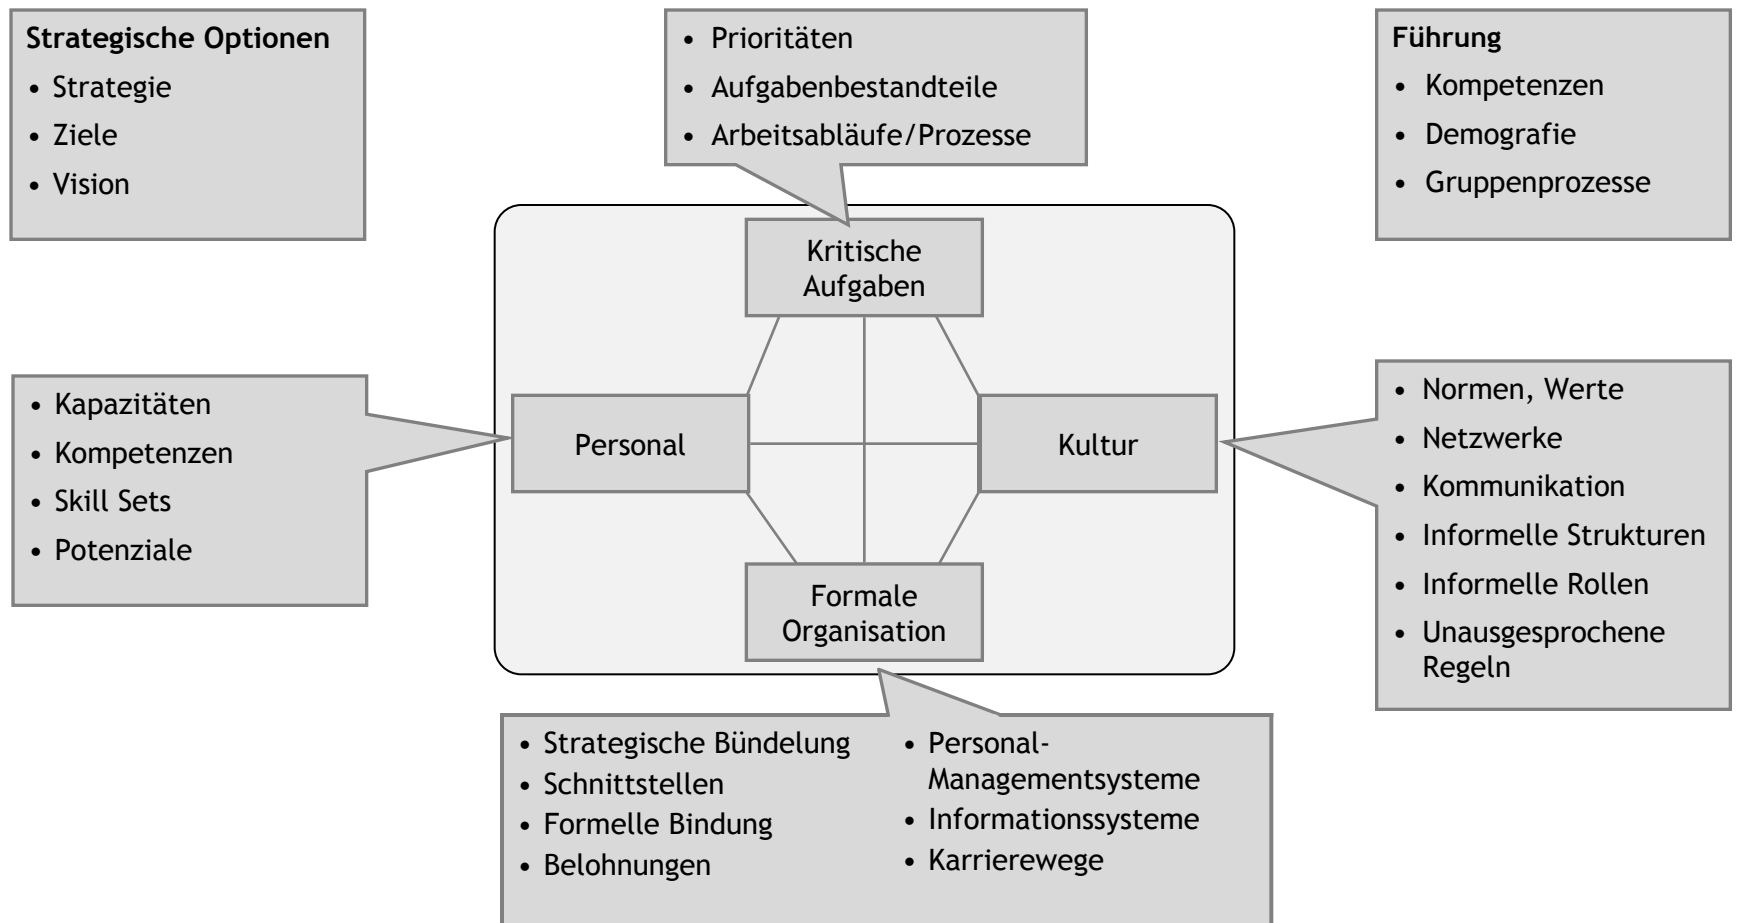 Strategische Optionen
• Strategie
• Ziele
• Vision
• Prioritäten
• Aufgabenbestandteile
• Arbeitsabläufe/Prozesse
Führung
• Kompetenzen
• Demografie
• Gruppenprozesse
Kritische
Aufgaben
• Kapazitäten
• Kompetenzen
• Skill Sets
• Potenziale
Personal
Kultur
• Normen, Werte
• Netzwerke
• Kommunikation
• Informelle Strukturen
• Informelle Rollen
• Unausgesprochene
Regeln
Formale
Organisation
• Strategische Bündelung
• Schnittstellen
• Formelle Bindung
• Belohnungen
• Personal-
Managementsysteme
• Informationssysteme
• Karrierewege